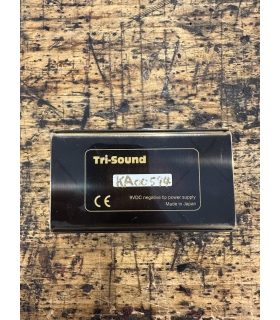 Tri-Sound
KA00594
CE
9VDC negative tip power supply
Made in Japan